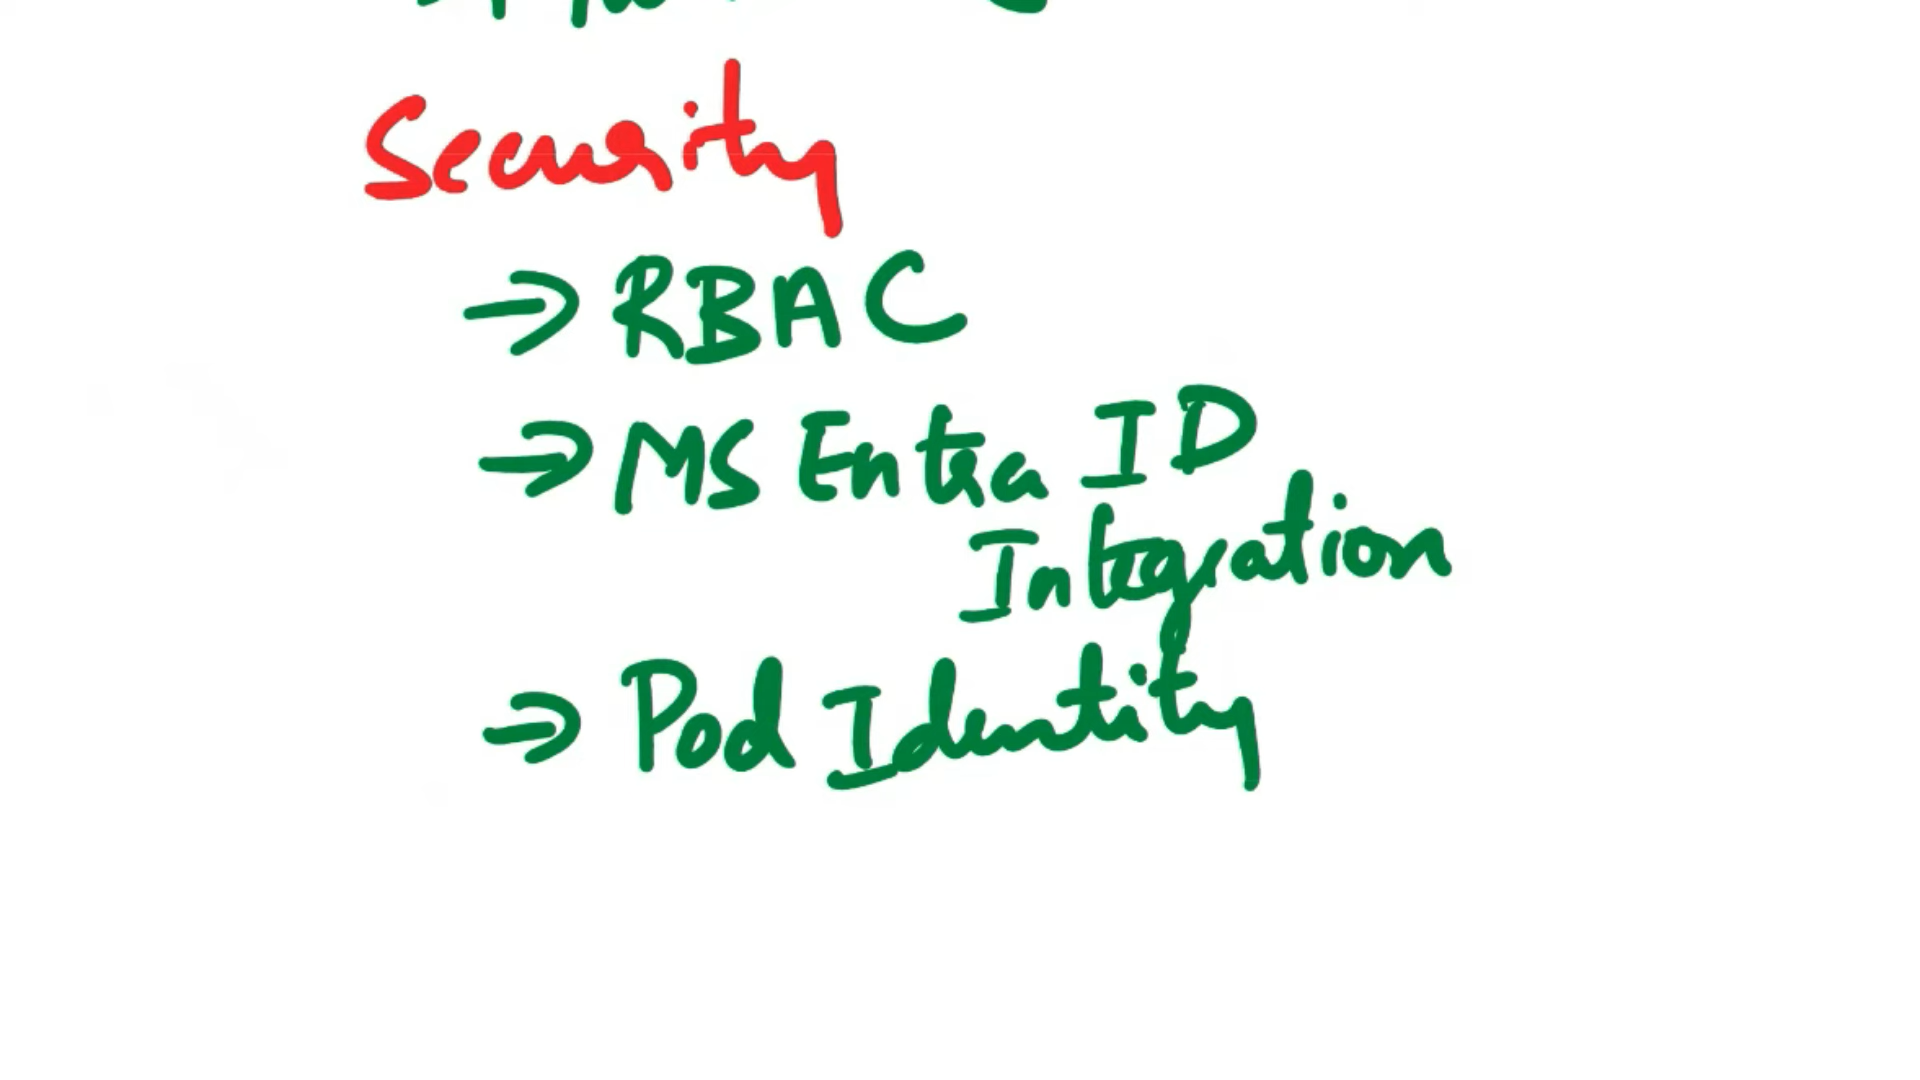 Security
→ RBAC
→ MS Entra ID
Integration
→ Pod Identity